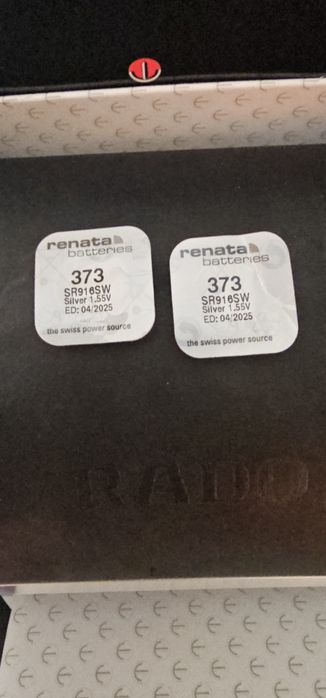 renata
batteries
373
SR916SW
Silver 1.55V
ED: 04/2025
the swiss power source
renata
batteries
373
SR916SW
Silver 1.55V
ED: 04/2025
the swiss power source
RADO